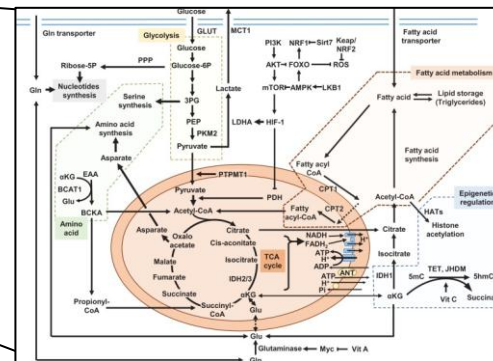 Glucose
Gln transporter
Glycolysis
GLUT
MCT1
PI3K
NRF1
Sirt7
Keap/
NRF2
Fatty acid
transporter
Glucose
Ribose-5P
PPP
Glucose-6P
AKT
FOXO
ROS
Fatty acid metabolism
Gln
Nucleotides
synthesis
Lactate
mTOR
AMPK
LKB1
Fatty acid
Lipid storage
(Triglycerides)
Serine
synthesis
3PG
PEP
LDHA
HIF-1
Amino acid
synthesis
PKM2
Fatty acid
synthesis
Pyruvate
Asparate
Fatty acyl
CoA
αKG
EAA
BCAT1
Glu
BCKA
PTPMT1
CPT1
Pyruvate
PDH
Acetyl-CoA
Epigenetic
regulation
Acetyl-CoA
Fatty
acyl-CoA
CPT2
HATs
Histone
acetylation
Amino
acid
Asparate
Oxalo
acetate
Citrate
Cis-aconitate
NADH
FADH2
H+
Citrate
Malate
Isocitrate
TCA
cycle
ATP
H+
ADP
Isocitrate
TET, JHDM
Fumarate
IDH2/3
ANT
ATP
H+
Pi
IDH1
5mC
5hmC
Succinate
αKG
αKG
Vit C
Succin
Propionyl-
CoA
Succinyl-
CoA
Glu
Glu
Glutaminase
Myc
Vit A
Gln